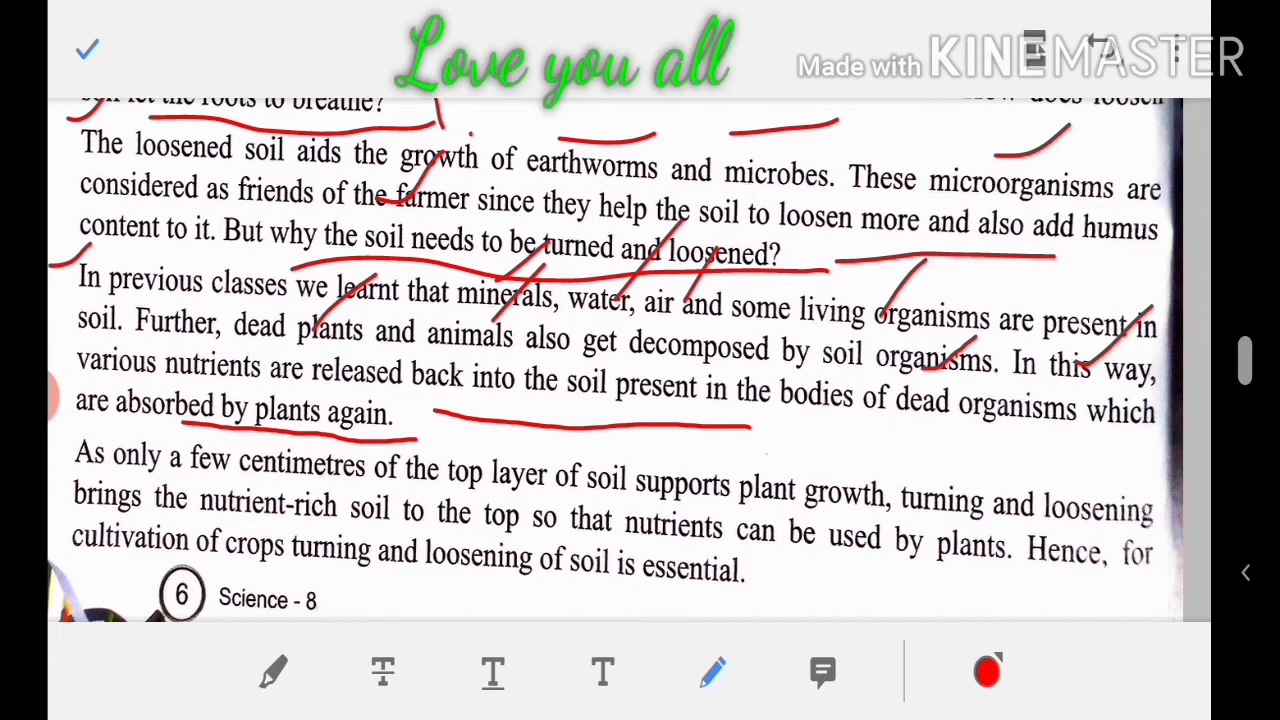 Love you all
Made with KINEMASTER
let the roots to breathe?
The loosened soil aids the growth of earthworms and microbes. These microorganisms are
considered as friends of the farmer since they help the soil to loosen more and also add humus
content to it. But why the soil needs to be turned and loosened?
In previous classes we learnt that minerals, water, air and some living organisms are present in
soil. Further, dead plants and animals also get decomposed by soil organisms. In this way,
various nutrients are released back into the soil present in the bodies of dead organisms which
are absorbed by plants again.
As only a few centimetres of the top layer of soil supports plant growth, turning and loosening
brings the nutrient-rich soil to the top so that nutrients can be used by plants. Hence, for
cultivation of crops turning and loosening of soil is essential.
6 Science - 8
T T T